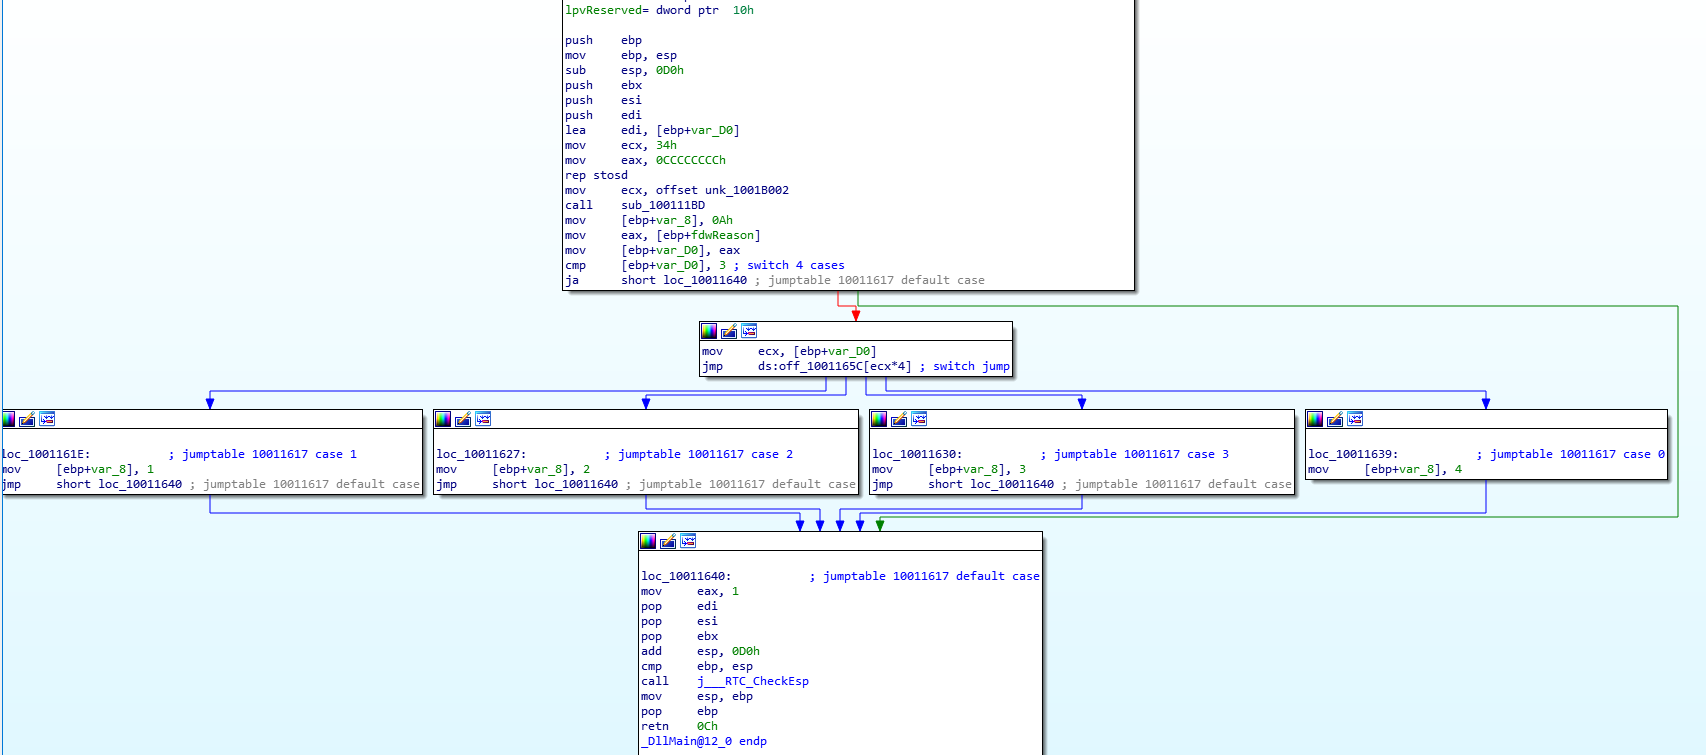 lpvReserved= dword ptr  10h
push    ebp
mov     ebp, esp
sub     esp, 0D0h
push    ebx
push    esi
push    edi
lea     edi, [ebp+var_D0]
mov     ecx, 34h
mov     eax, 0CCCCCCCCh
rep stosd
mov     ecx, offset unk_1001B002
call    sub_100111BD
mov     [ebp+var_8], 0Ah
mov     eax, [ebp+fdwReason]
mov     [ebp+var_D0], eax
cmp     [ebp+var_D0], 3 ; switch 4 cases
ja      short loc_10011640 ; jumptable 10011617 default case
mov     ecx, [ebp+var_D0]
jmp     ds:off_1001165C[ecx*4] ; switch jump
loc_1001161E:           ; jumptable 10011617 case 1
mov     [ebp+var_8], 1
jmp     short loc_10011640 ; jumptable 10011617 default case
loc_10011627:           ; jumptable 10011617 case 2
mov     [ebp+var_8], 2
jmp     short loc_10011640 ; jumptable 10011617 default case
loc_10011630:           ; jumptable 10011617 case 3
mov     [ebp+var_8], 3
jmp     short loc_10011640 ; jumptable 10011617 default case
loc_10011639:           ; jumptable 10011617 case 0
mov     [ebp+var_8], 4
loc_10011640:           ; jumptable 10011617 default case
mov     eax, 1
pop     edi
pop     esi
pop     ebx
add     esp, 0D0h
cmp     ebp, esp
call    j___RTC_CheckEsp
mov     esp, ebp
pop     ebp
retn    0Ch
_DllMain@12_0 endp